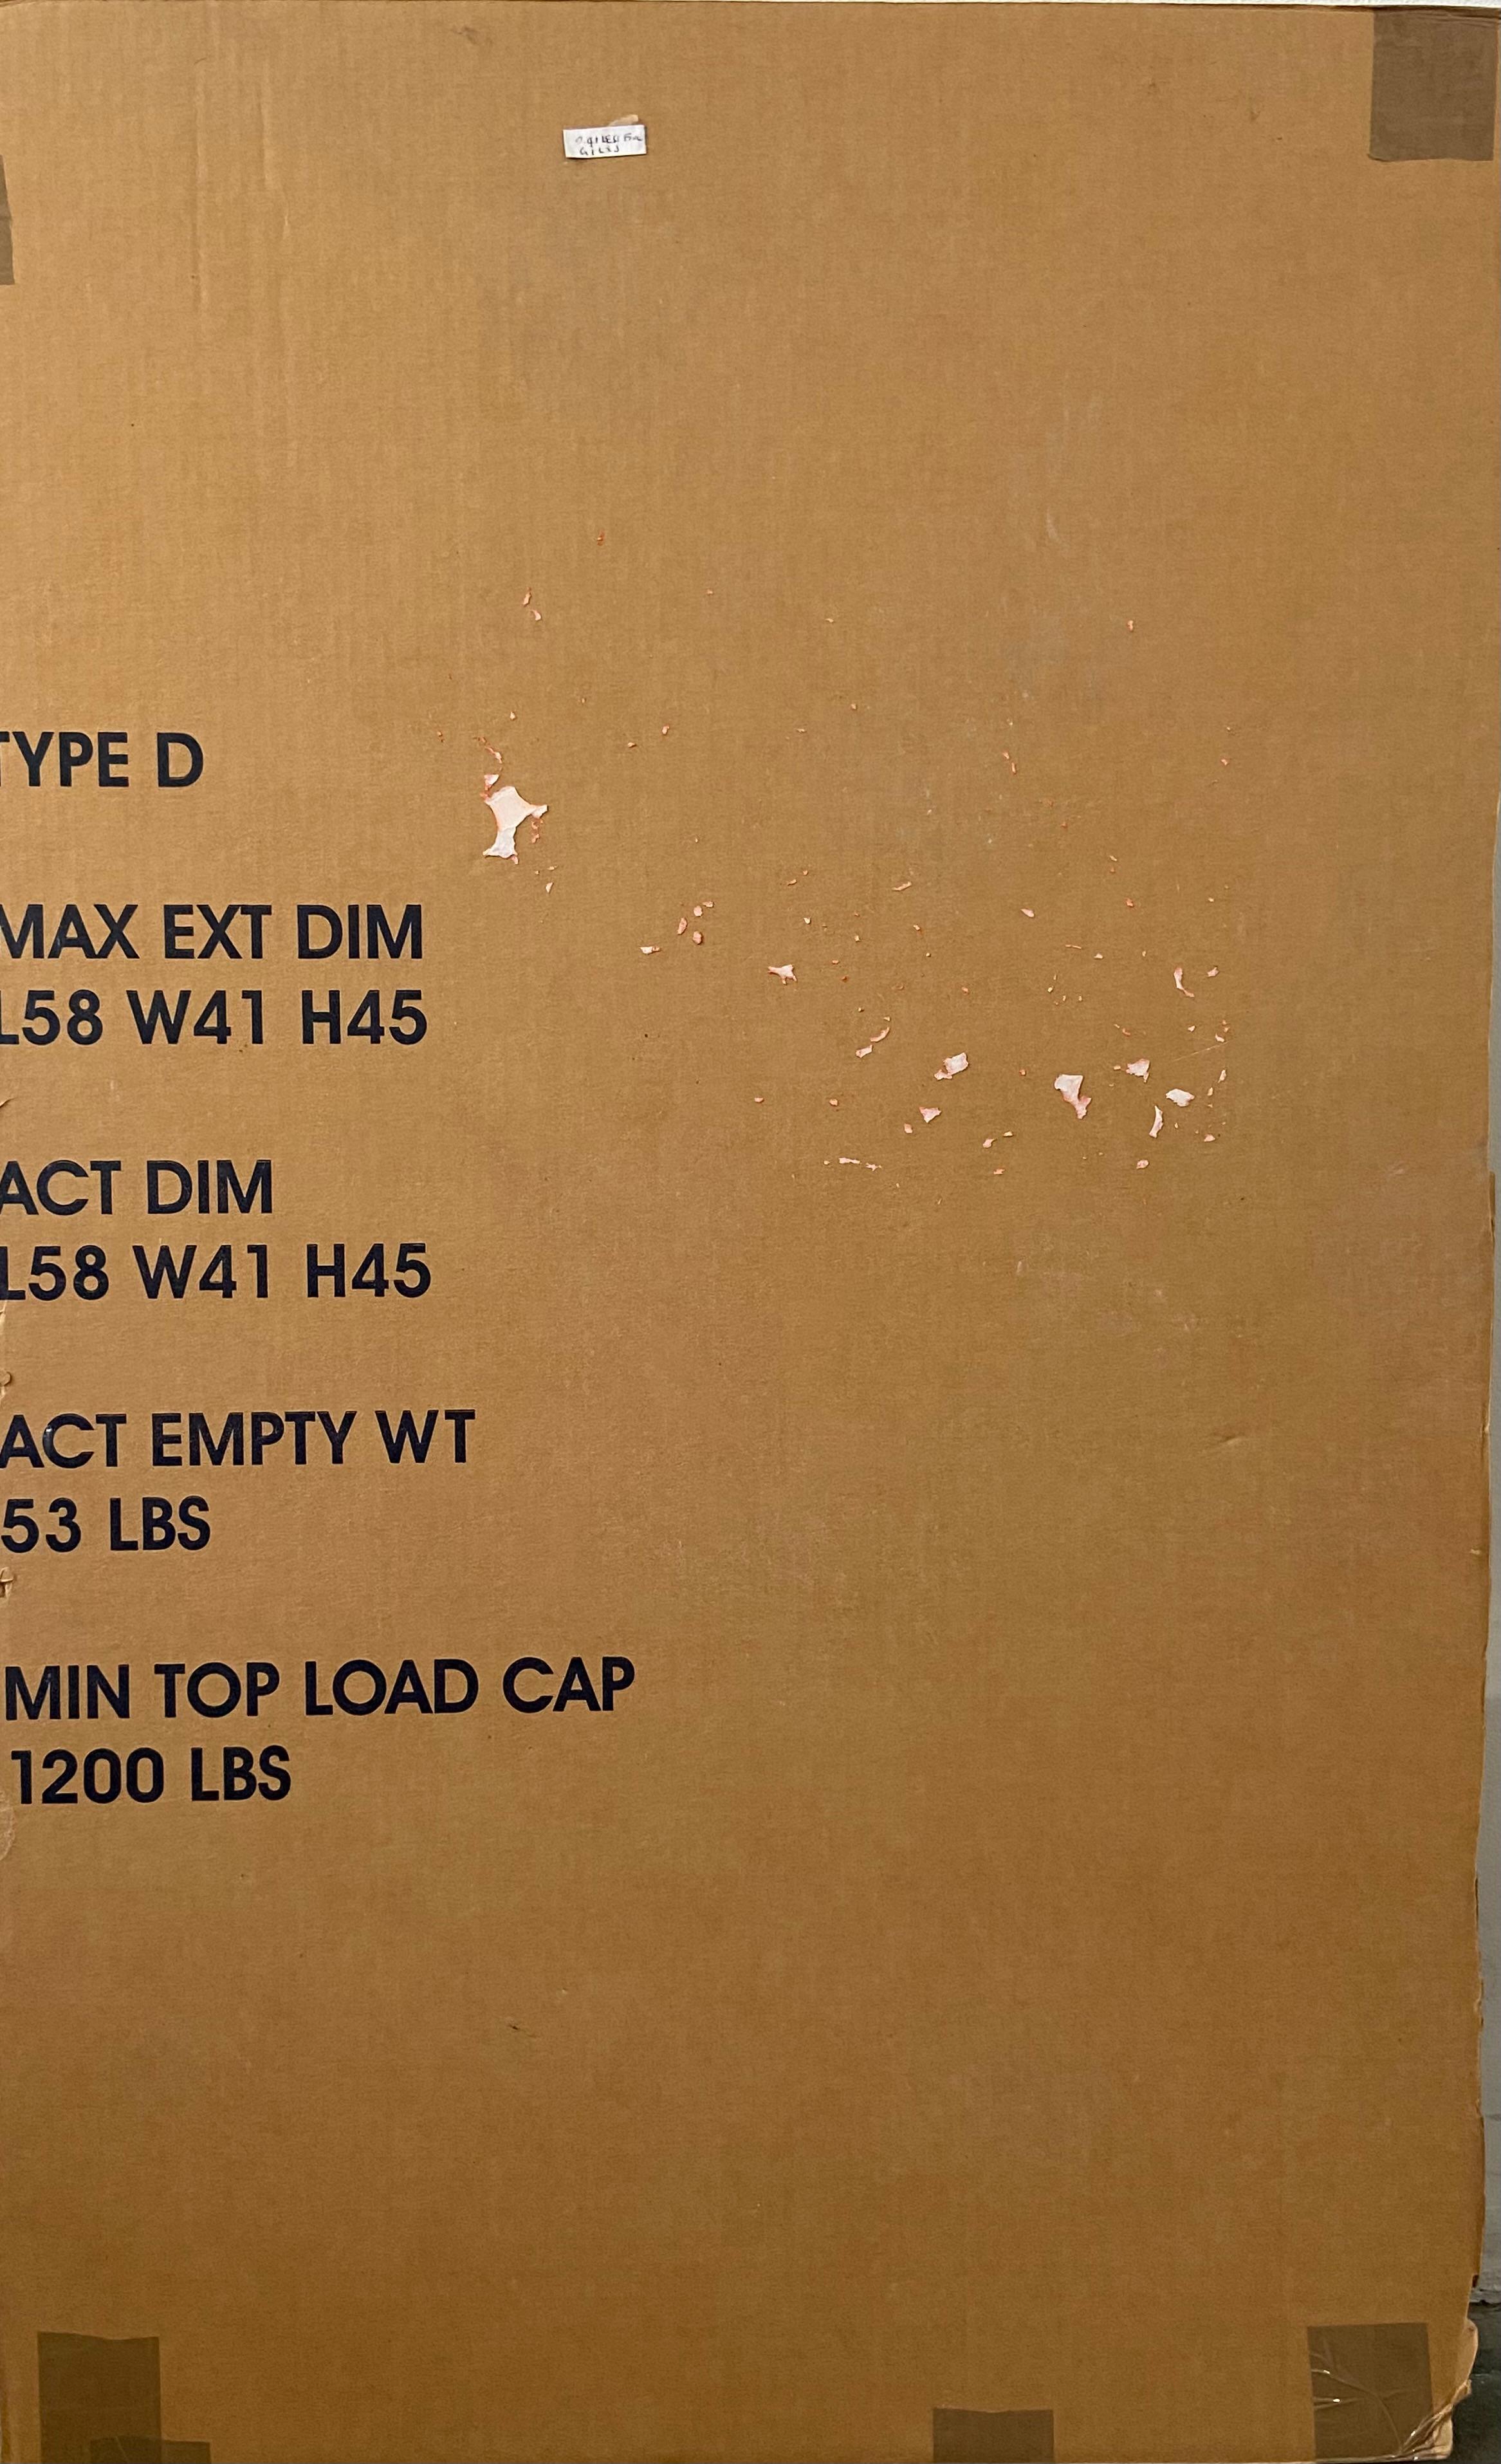 TYPE D
MAX EXT DIM
L58 W41 H45
ACT DIM
L58 W41 H45
ACT EMPTY WT
53 LBS
MIN TOP LOAD CAP
1200 LBS